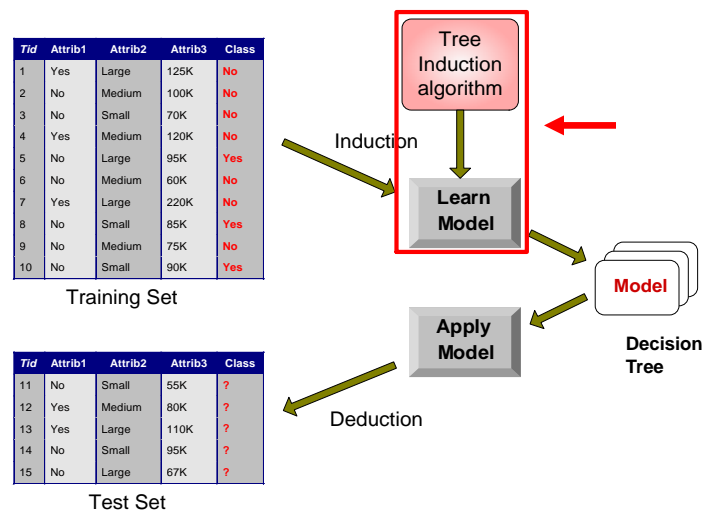 Tid Attrib1 Attrib2 Attrib3 Class
1 Yes Large 125K No
2 No Medium 100K No
3 No Small 70K No
4 Yes Medium 120K No
5 No Large 95K Yes
6 No Medium 60K No
7 Yes Large 220K No
8 No Small 85K Yes
9 No Medium 75K No
10 No Small 90K Yes
Training Set
Tree
Induction
algorithm
Induction
Learn
Model
Model
Decision
Tree
Apply
Model
Deduction
Tid Attrib1 Attrib2 Attrib3 Class
11 No Small 55K ?
12 Yes Medium 80K ?
13 Yes Large 110K ?
14 No Small 95K ?
15 No Large 67K ?
Test Set